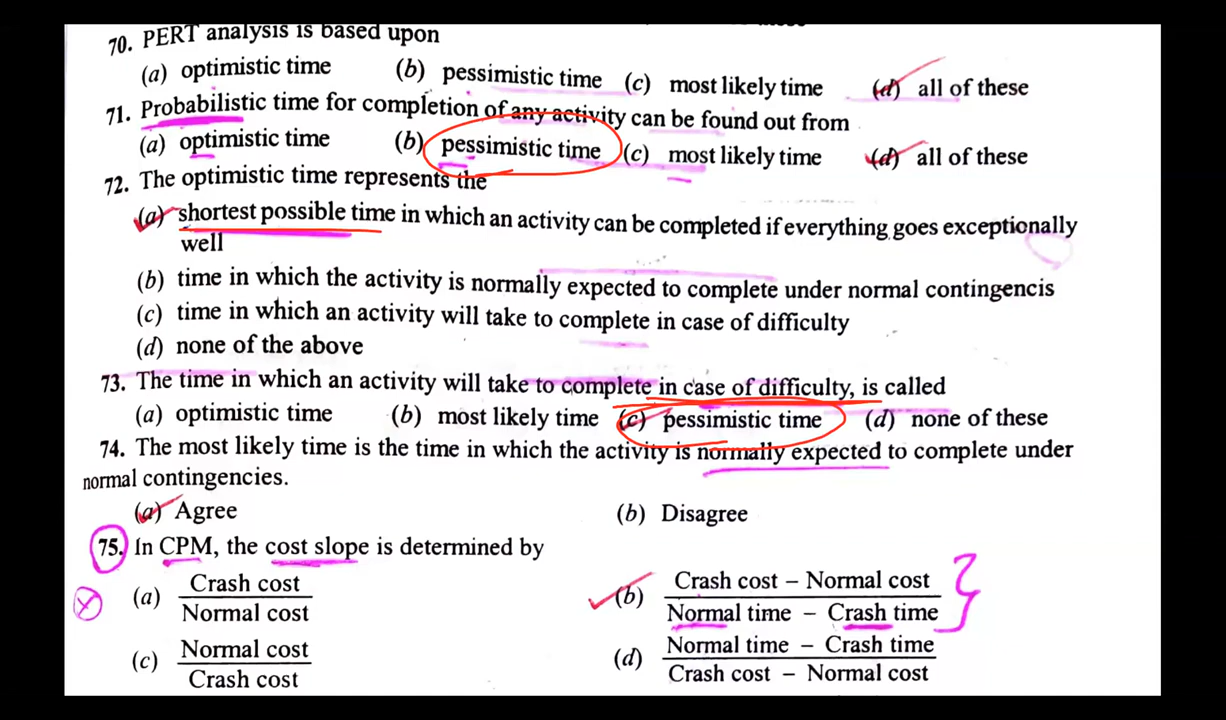 70. PERT analysis is based upon
(a) optimistic time (b) pessimistic time (c) most likely time (d) all of these
71. Probabilistic time for completion of any activity can be found out from
(a) optimistic time (b) pessimistic time (c) most likely time (d) all of these
72. The optimistic time represents the
(a) shortest possible time in which an activity can be completed if everything goes exceptionally
well
(b) time in which the activity is normally expected to complete under normal contingencis
(c) time in which an activity will take to complete in case of difficulty
(d) none of the above
73. The time in which an activity will take to complete in case of difficulty, is called
(a) optimistic time (b) most likely time (c) pessimistic time (d) none of these
74. The most likely time is the time in which the activity is normally expected to complete under
normal contingencies.
(a) Agree (b) Disagree
75. In CPM, the cost slope is determined by
(a) Crash cost / Normal cost (b) Crash cost – Normal cost / Normal time – Crash time
(c) Normal cost / Crash cost (d) Normal time – Crash time / Crash cost – Normal cost